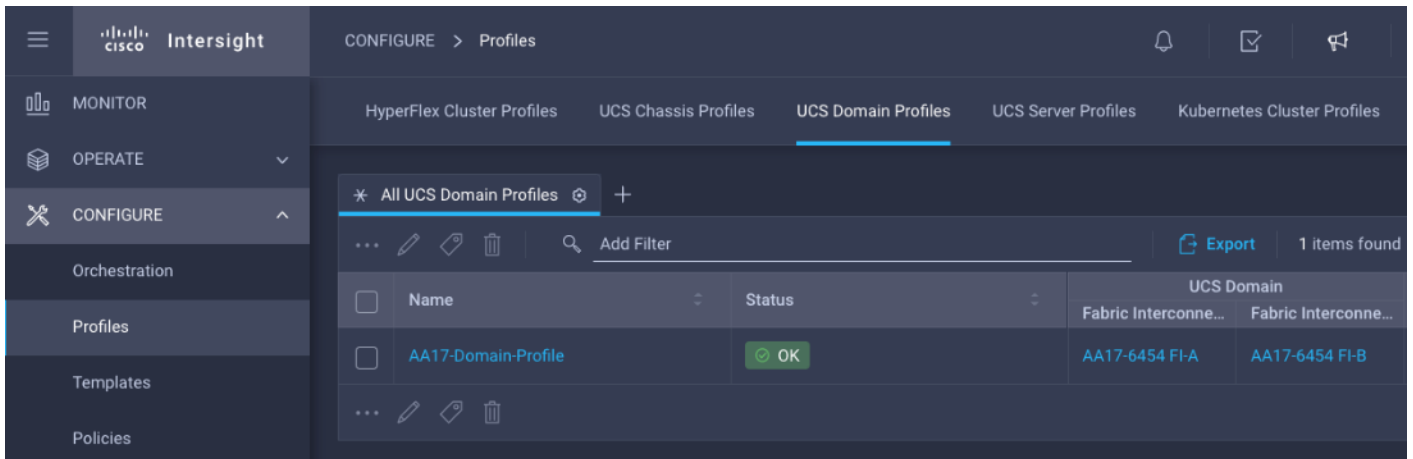 CISCO Intersight
CONFIGURE > Profiles
MONITOR
OPERATE
CONFIGURE
Orchestration
Profiles
Templates
Policies
HyperFlex Cluster Profiles UCS Chassis Profiles UCS Domain Profiles UCS Server Profiles Kubernetes Cluster Profiles
All UCS Domain Profiles
Add Filter Export 1 items found
Name Status UCS Domain
Fabric Interconne... Fabric Interconne...
AA17-Domain-Profile OK AA17-6454 FI-A AA17-6454 FI-B